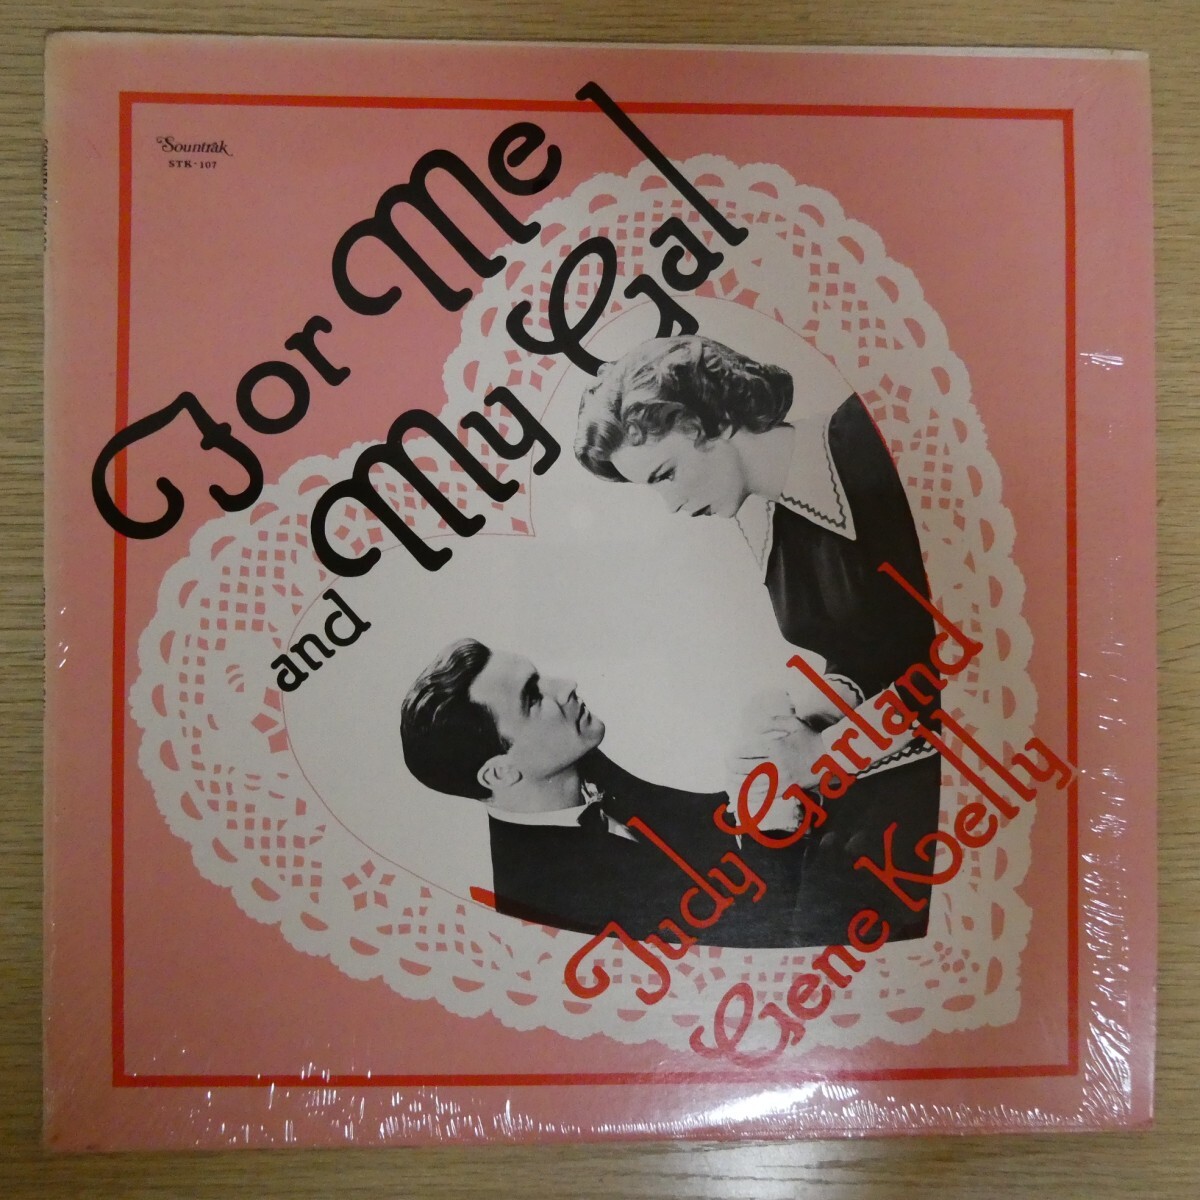 Sountrak
STK-107
For Me
and My Gal
Judy Garland
Gene Kelly